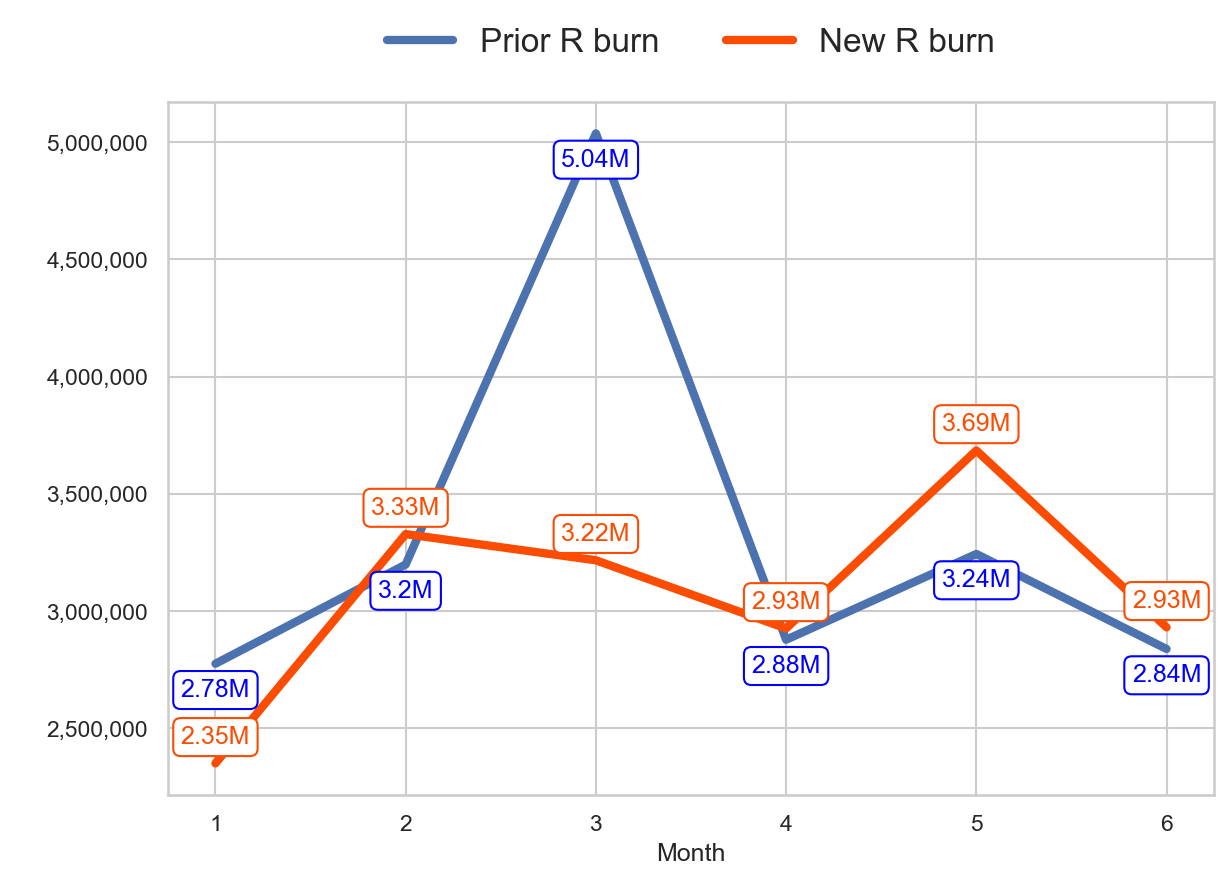 Prior R burn New R burn
5,000,000
5.04M
4,500,000
4,000,000
3.69M
3,500,000
3.33M
3.22M
3.24M
3.2M
2.93M
2.93M
3,000,000
2.88M
2.84M
2.78M
2.35M
2,500,000
1 2 3 4 5 6
Month